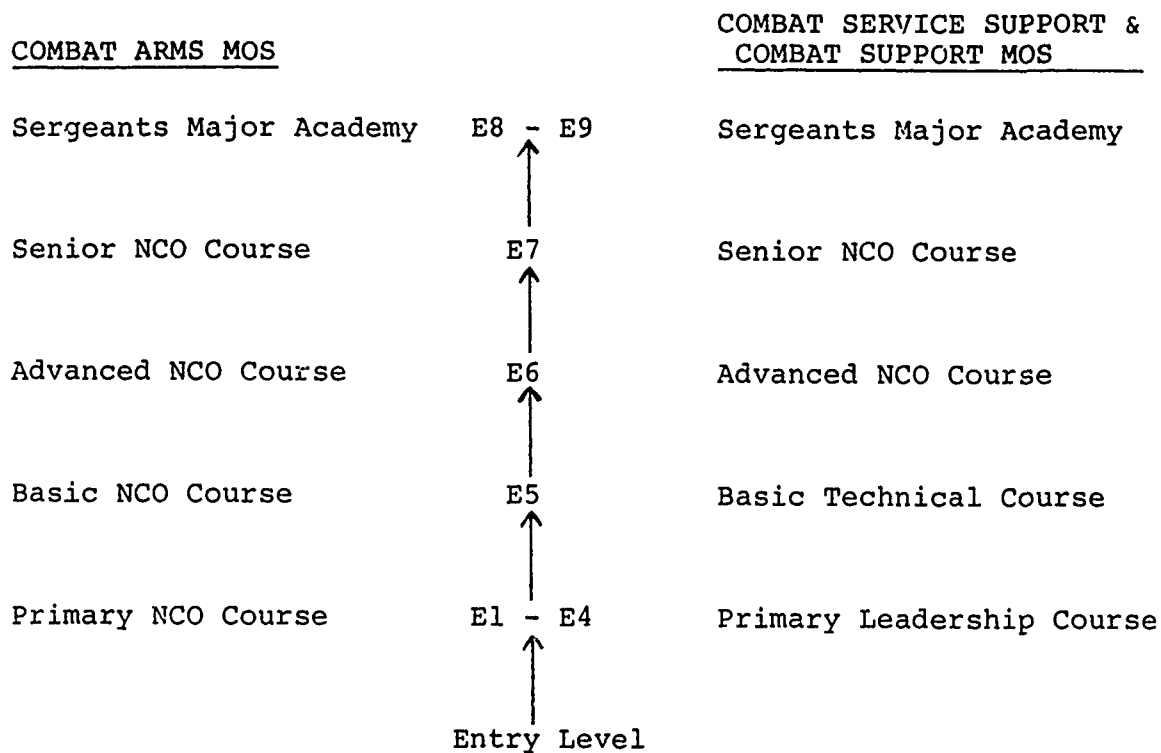 COMBAT ARMS MOS
COMBAT SERVICE SUPPORT &
COMBAT SUPPORT MOS
Sergeants Major Academy E8 - E9 Sergeants Major Academy
Senior NCO Course E7 Senior NCO Course
Advanced NCO Course E6 Advanced NCO Course
Basic NCO Course E5 Basic Technical Course
Primary NCO Course E1 - E4 Primary Leadership Course
Entry Level